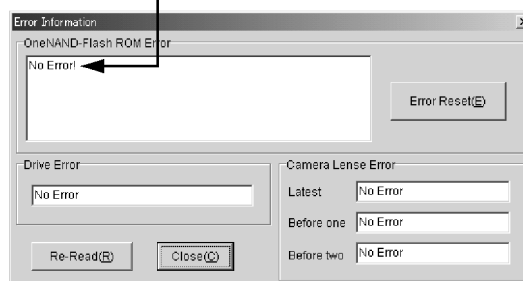 Error Information
OneNAND-Flash ROM Error
No Error!
Error Reset(E)
Drive Error
No Error
Camera Lense Error
Latest No Error
Before one No Error
Before two No Error
Re-Read(R) Close(C)